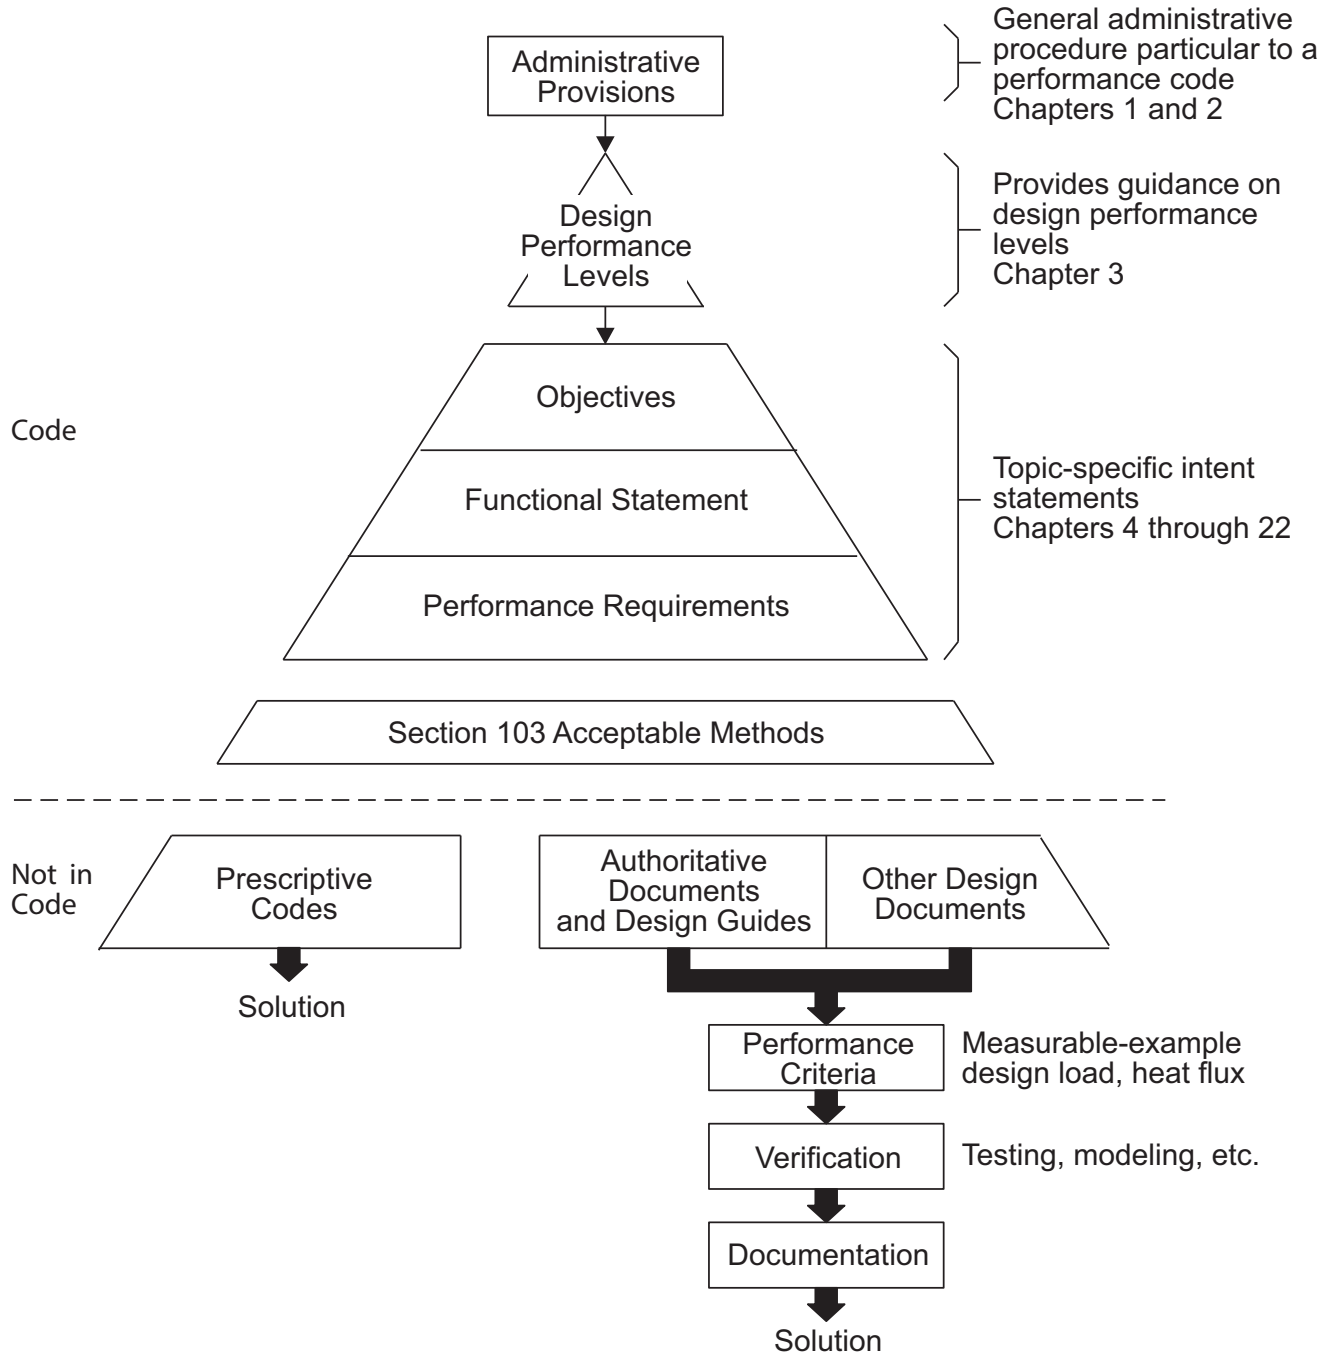 Administrative
Provisions
General administrative
procedure particular to a
performance code
Chapters 1 and 2
Design
Performance
Levels
Provides guidance on
design performance
levels
Chapter 3
Code
Objectives
Functional Statement
Performance Requirements
Topic-specific intent
statements
Chapters 4 through 22
Section 103 Acceptable Methods
Not in
Code
Prescriptive
Codes
Solution
Authoritative
Documents
and Design Guides
Other Design
Documents
Performance
Criteria
Measurable-example
design load, heat flux
Verification
Testing, modeling, etc.
Documentation
Solution